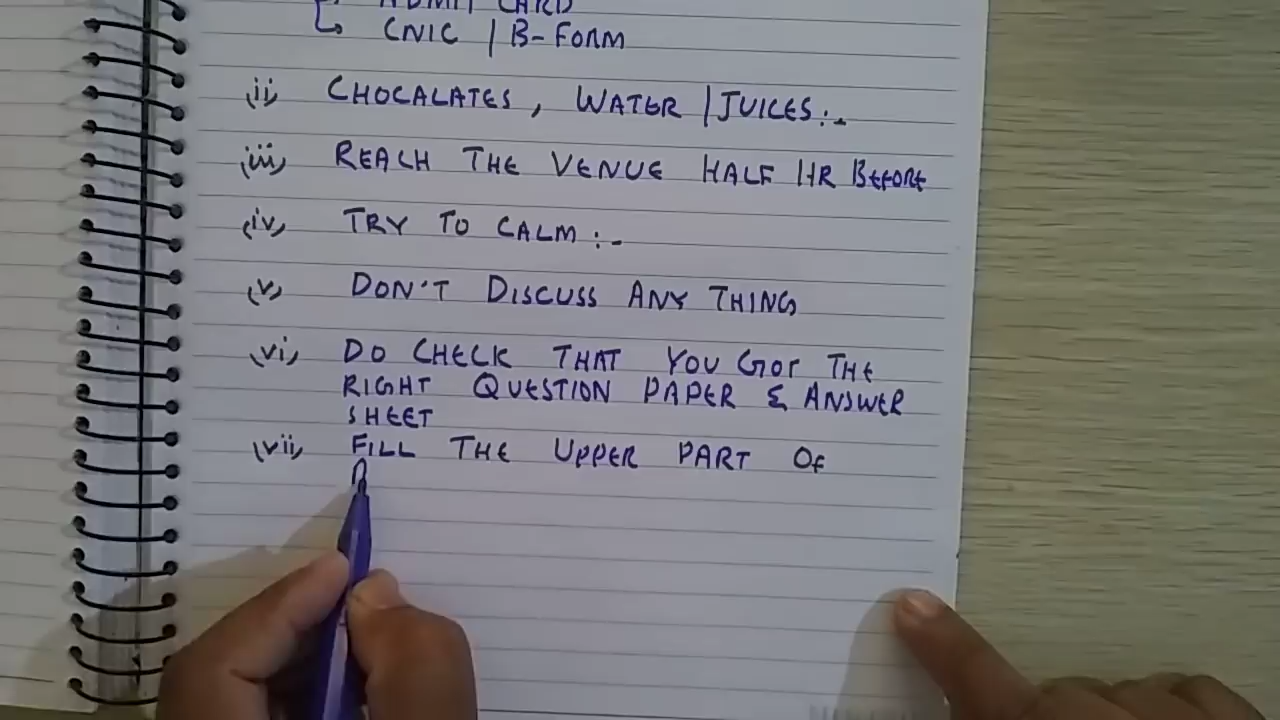 ADMIT CARD
CNIC | B-FORM
(ii) CHOCALATES, WATER | JUICES:-
(iii) REACH THE VENUE HALF HR BEFORE
(iv) TRY TO CALM:-
(v) DON'T DISCUSS ANY THING
(vi) DO CHECK THAT YOU GOT THE
RIGHT QUESTION PAPER & ANSWER
SHEET
(vii) FILL THE UPPER PART OF